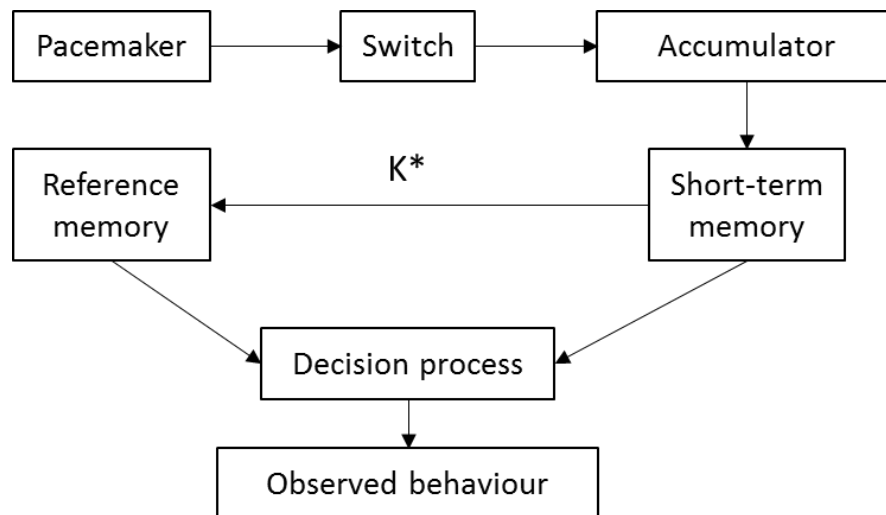 Pacemaker
Switch
Accumulator
K*
Reference
memory
Short-term
memory
Decision process
Observed behaviour